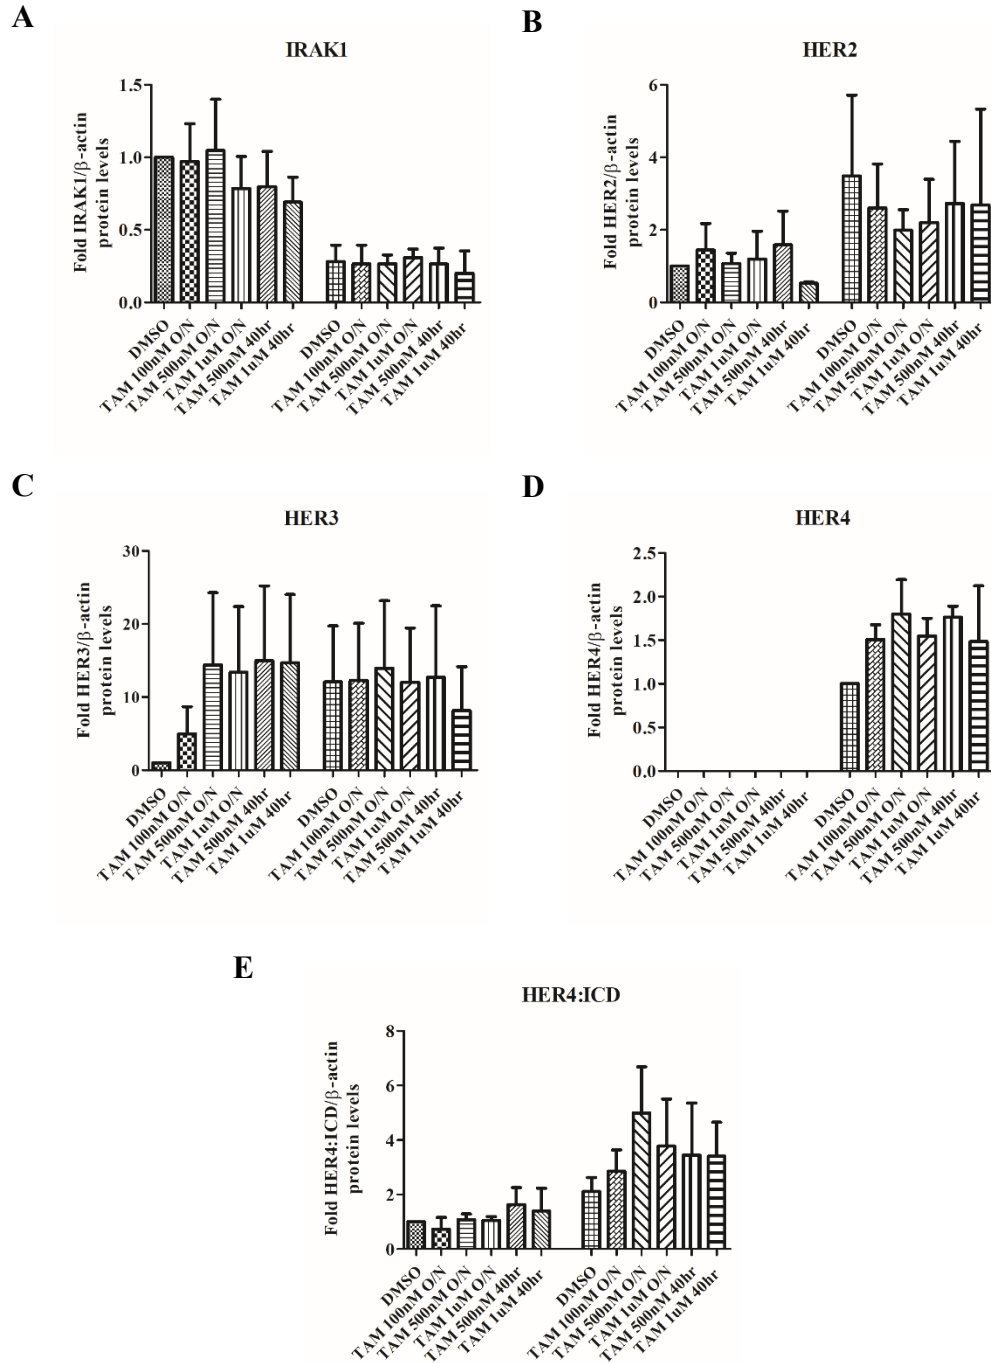 A
IRAK1
Fold IRAK1/β-actin
protein levels
1.5
1.0
0.5
0.0
DMSO
TAM 100nM O/N
TAM 500nM O/N
TAM 1uM O/N
TAM 500nM 40hr
TAM 1uM 40hr
DMSO
TAM 100nM O/N
TAM 500nM O/N
TAM 1uM O/N
TAM 500nM 40hr
TAM 1uM 40hr
B
HER2
Fold HER2/β-actin
protein levels
6
4
2
0
DMSO
TAM 100nM O/N
TAM 500nM O/N
TAM 1uM O/N
TAM 500nM 40hr
TAM 1uM 40hr
DMSO
TAM 100nM O/N
TAM 500nM O/N
TAM 1uM O/N
TAM 500nM 40hr
TAM 1uM 40hr
C
HER3
Fold HER3/β-actin
protein levels
30
20
10
0
DMSO
TAM 100nM O/N
TAM 500nM O/N
TAM 1uM O/N
TAM 500nM 40hr
TAM 1uM 40hr
DMSO
TAM 100nM O/N
TAM 500nM O/N
TAM 1uM O/N
TAM 500nM 40hr
TAM 1uM 40hr
D
HER4
Fold HER4/β-actin
protein levels
2.5
2.0
1.5
1.0
0.5
0.0
DMSO
TAM 100nM O/N
TAM 500nM O/N
TAM 1uM O/N
TAM 500nM 40hr
TAM 1uM 40hr
DMSO
TAM 100nM O/N
TAM 500nM O/N
TAM 1uM O/N
TAM 500nM 40hr
TAM 1uM 40hr
E
HER4:ICD
Fold HER4:ICD/β-actin
protein levels
8
6
4
2
0
DMSO
TAM 100nM O/N
TAM 500nM O/N
TAM 1uM O/N
TAM 500nM 40hr
TAM 1uM 40hr
DMSO
TAM 100nM O/N
TAM 500nM O/N
TAM 1uM O/N
TAM 500nM 40hr
TAM 1uM 40hr